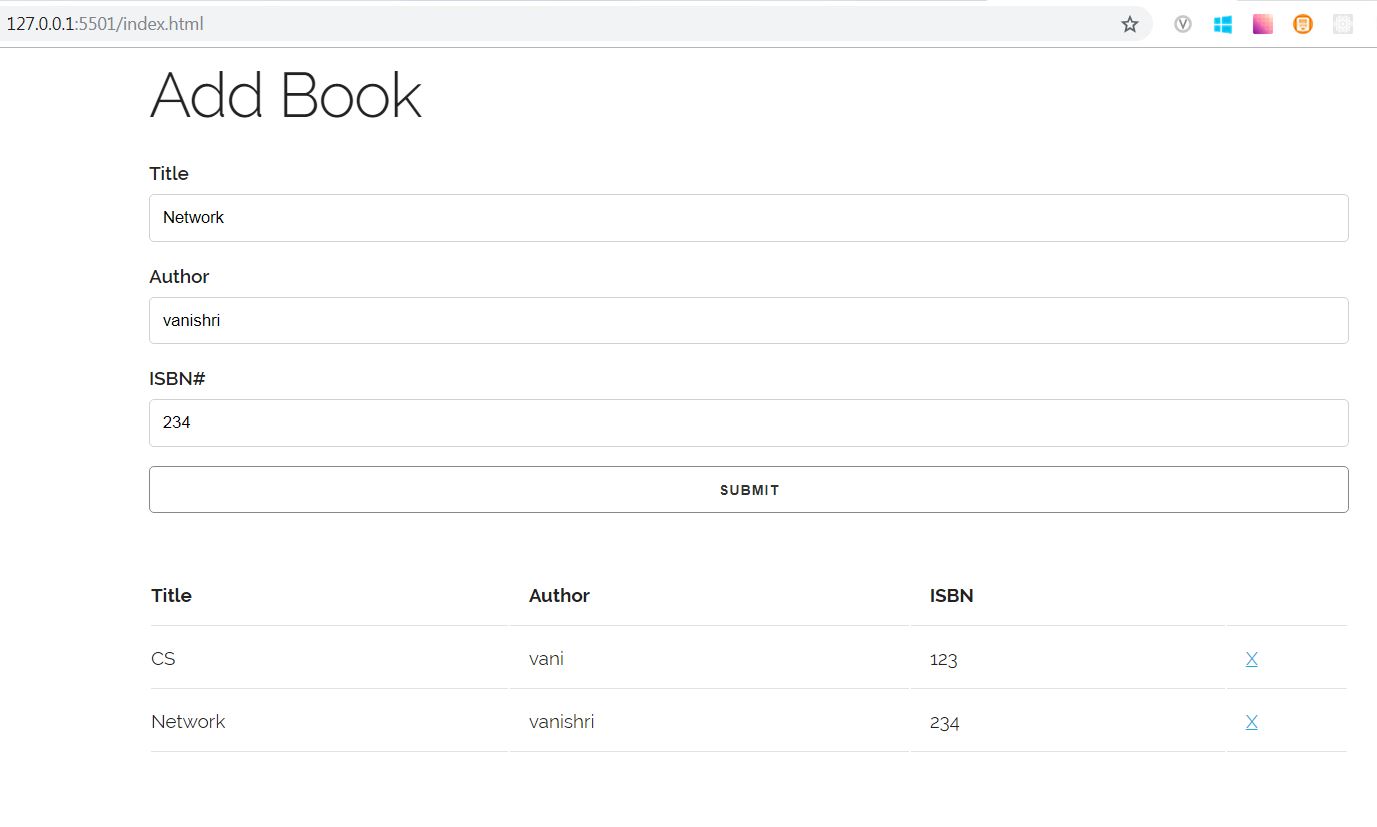 127.0.0.1:5501/index.html
Add Book
Title
Network
Author
vanishri
ISBN#
234
SUBMIT
Title Author ISBN
CS vani 123 X
Network vanishri 234 X